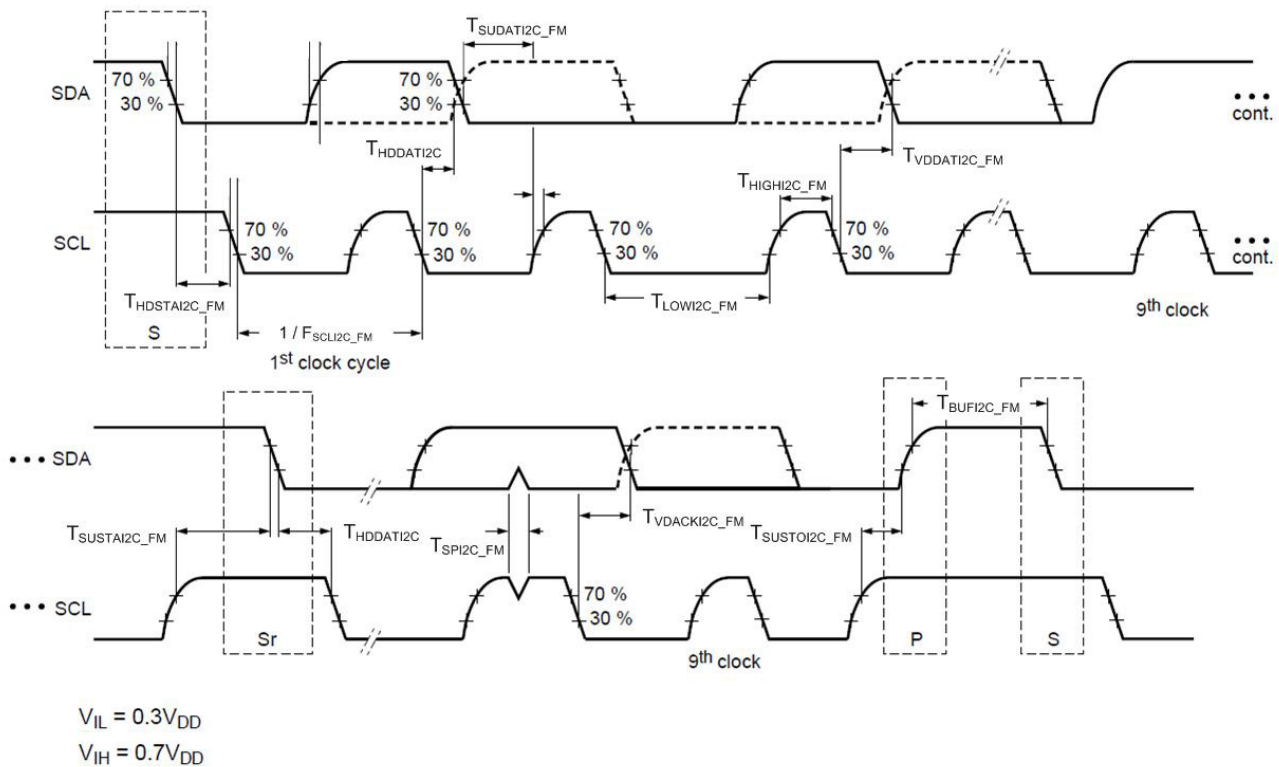 T_SUDATI2C_FM
SDA
70 %
30 %
70 %
30 %
••• cont.
T_HDDATI2C
T_VDDATI2C_FM
T_HIGHI2C_FM
SCL
70 %
30 %
70 %
30 %
70 %
30 %
70 %
30 %
••• cont.
T_HDSTAI2C_FM
S
1 / F_SCLI2C_FM
1st clock cycle
T_LOWI2C_FM
9th clock
T_BUFI2C_FM
••• SDA
T_SUSTAI2C_FM
T_HDDATI2C
T_SPI2C_FM
T_VDACKI2C_FM
T_SUSTOI2C_FM
••• SCL
70 %
30 %
Sr
9th clock
P
S
V_IL = 0.3V_DD
V_IH = 0.7V_DD